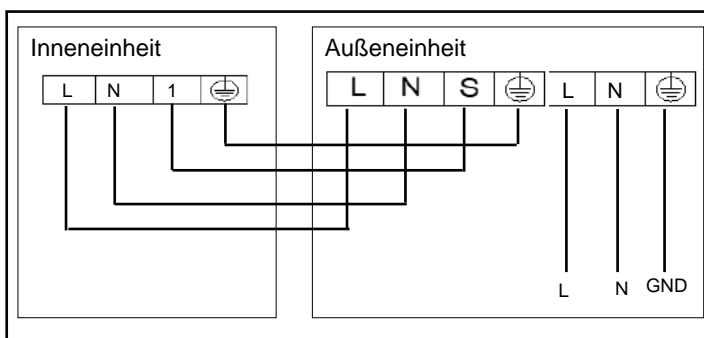 Inneneinheit
L N 1
Außeneinheit
L N S L N
L N GND